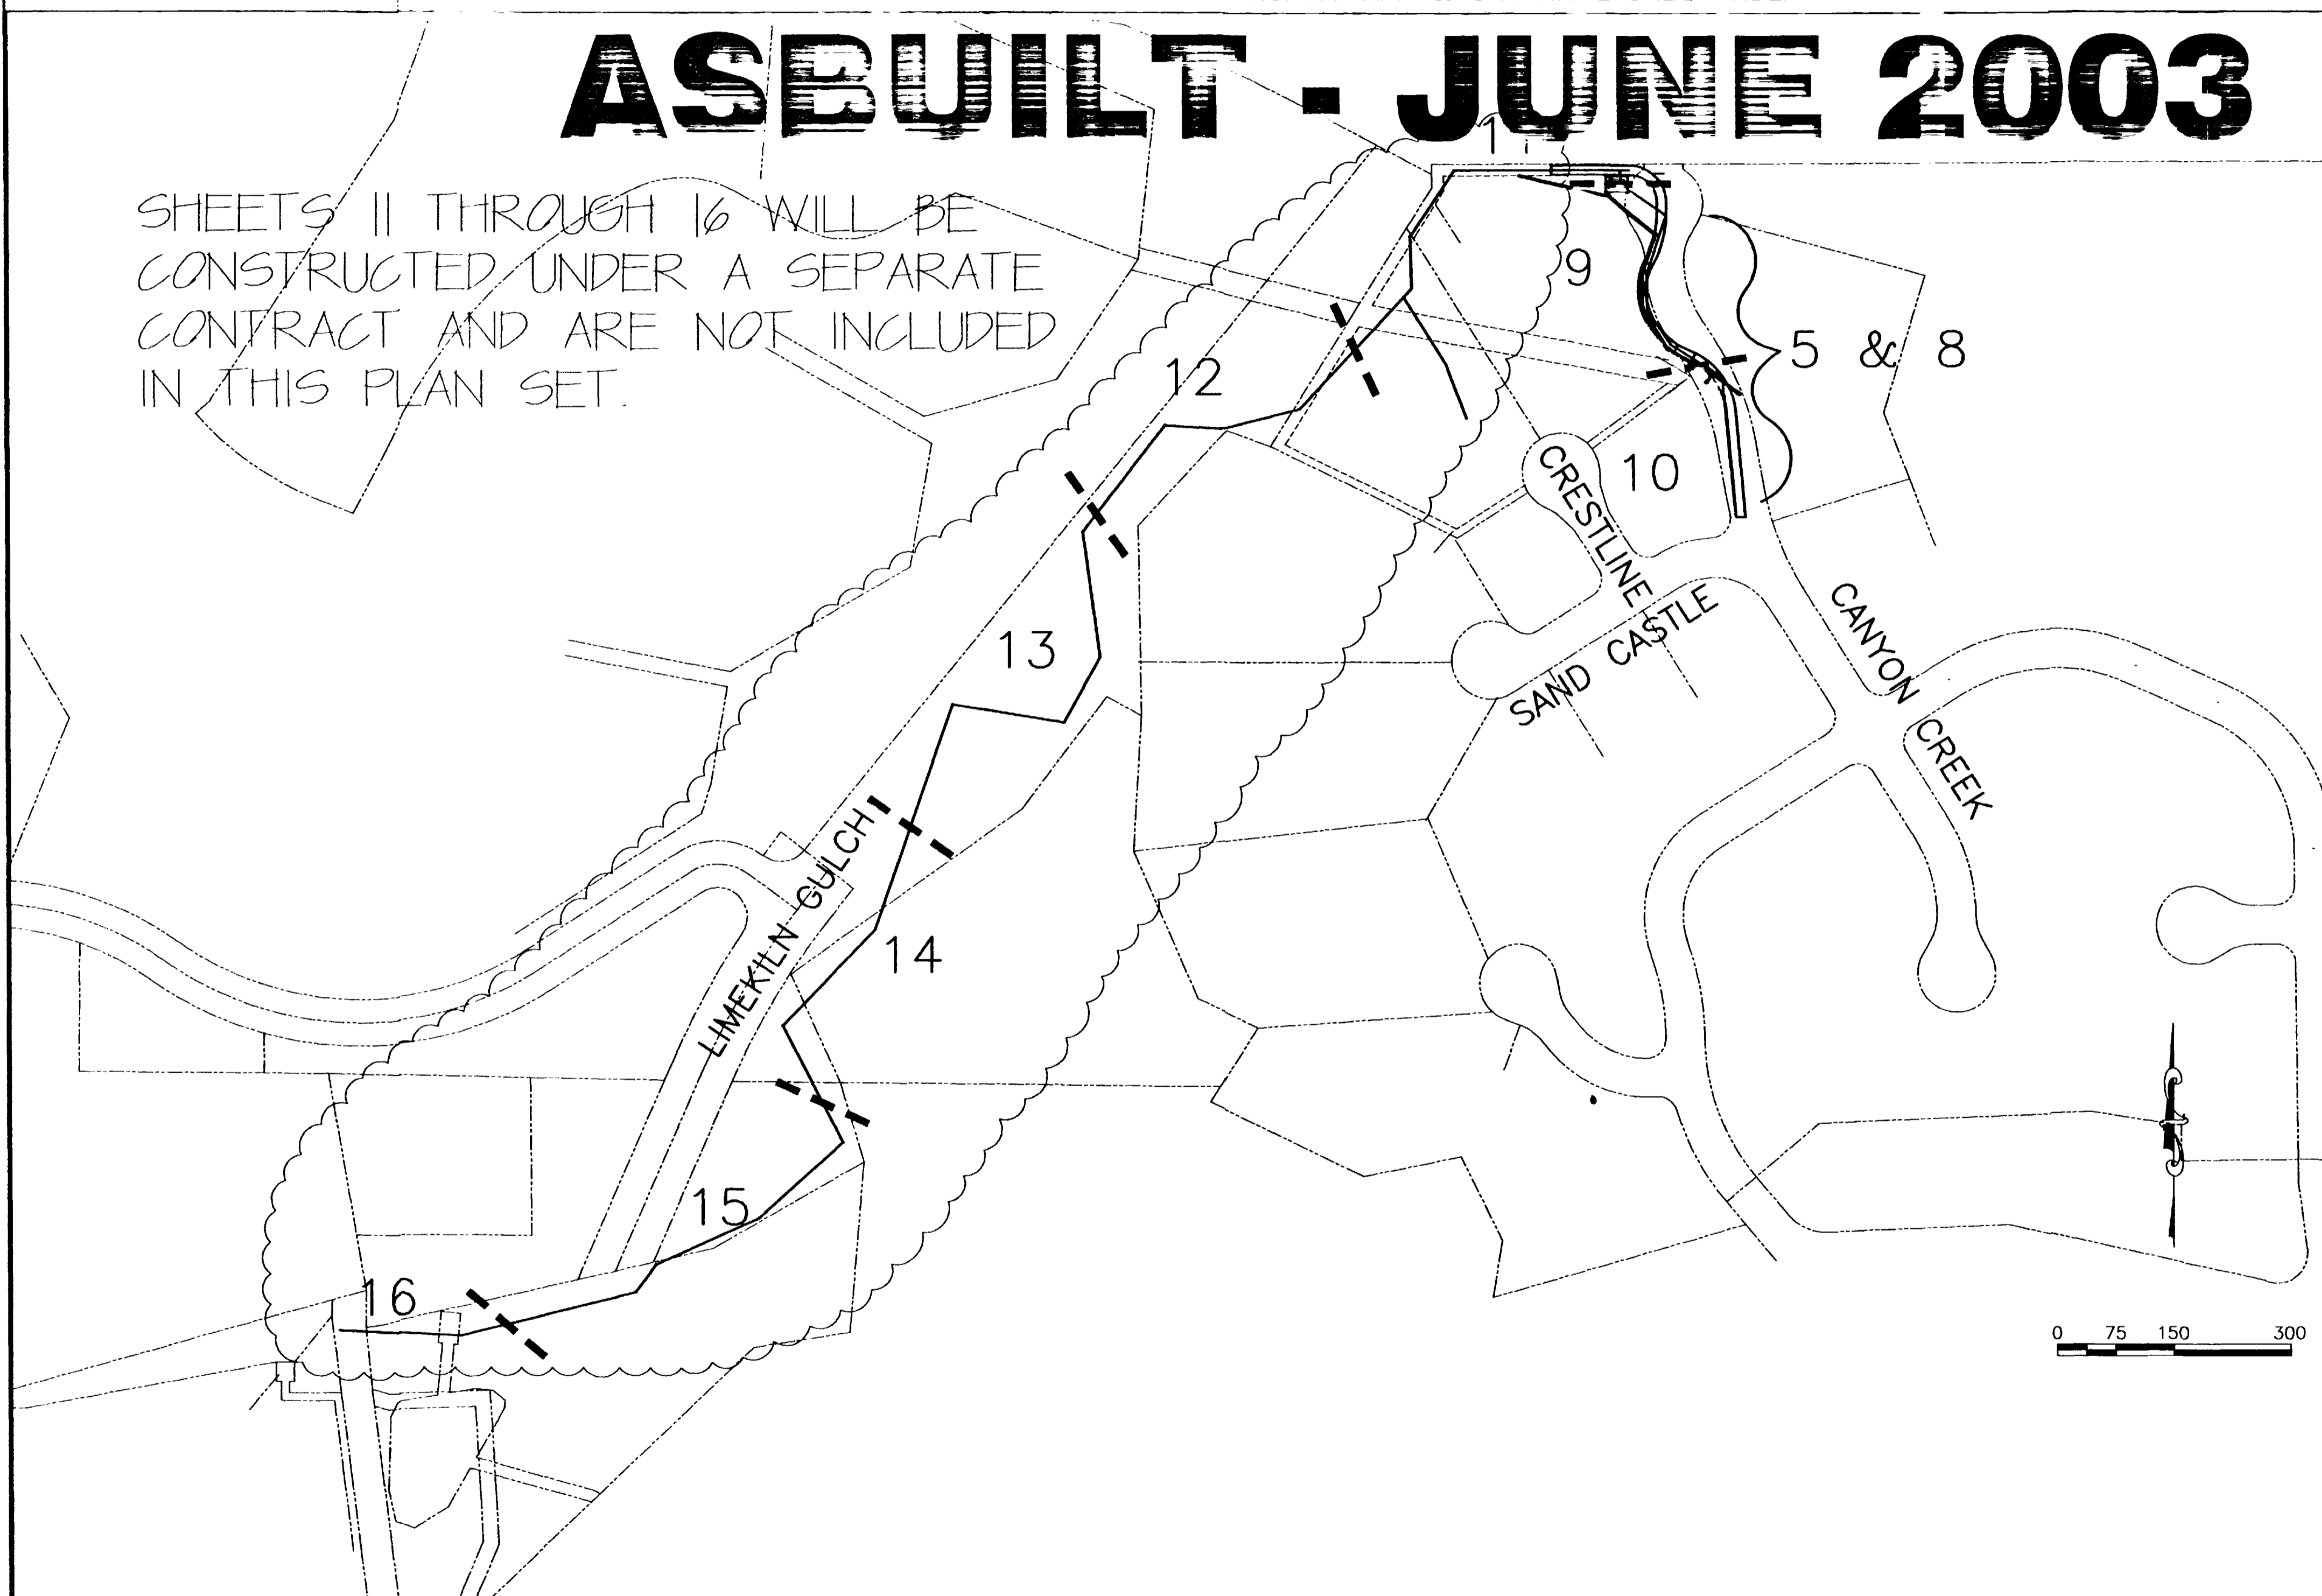 ASBUILT - JUNE 2003
SHEETS 11 THROUGH 16 WILL BE
CONSTRUCTED UNDER A SEPARATE
CONTRACT AND ARE NOT INCLUDED
IN THIS PLAN SET.
9
5 & 8
12
10
CRESTLINE
SAND CASTLE
CANYON CREEK
13
LIMEKILN GULCH
14
15
16
0 75 150 300